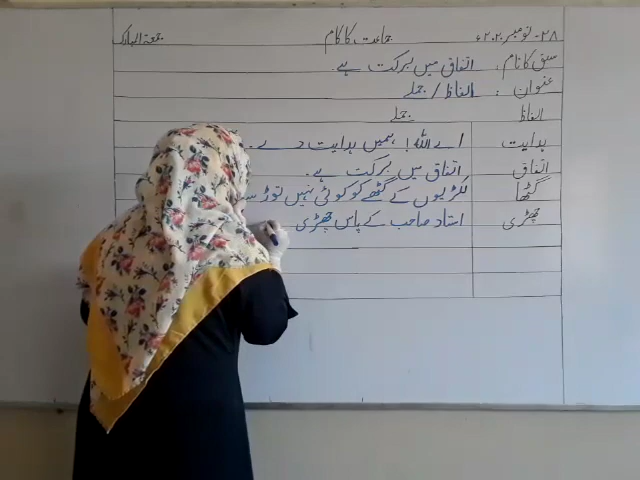 ۲۸-نومبر ۲۰۲۰ء جماعت کا کام جمعۃ المبارک
سبق کا نام : اتفاق میں برکت ہے۔
عنوان : الفاظ / جملے
الفاظ جملے
ہدایت اے اللہ! ہمیں ہدایت دے۔
اتفاق اتفاق میں برکت ہے۔
گٹھا لکڑیوں کے گٹھے کو کوئی نہیں توڑ
چھڑی استاد صاحب کے پاس چھڑی